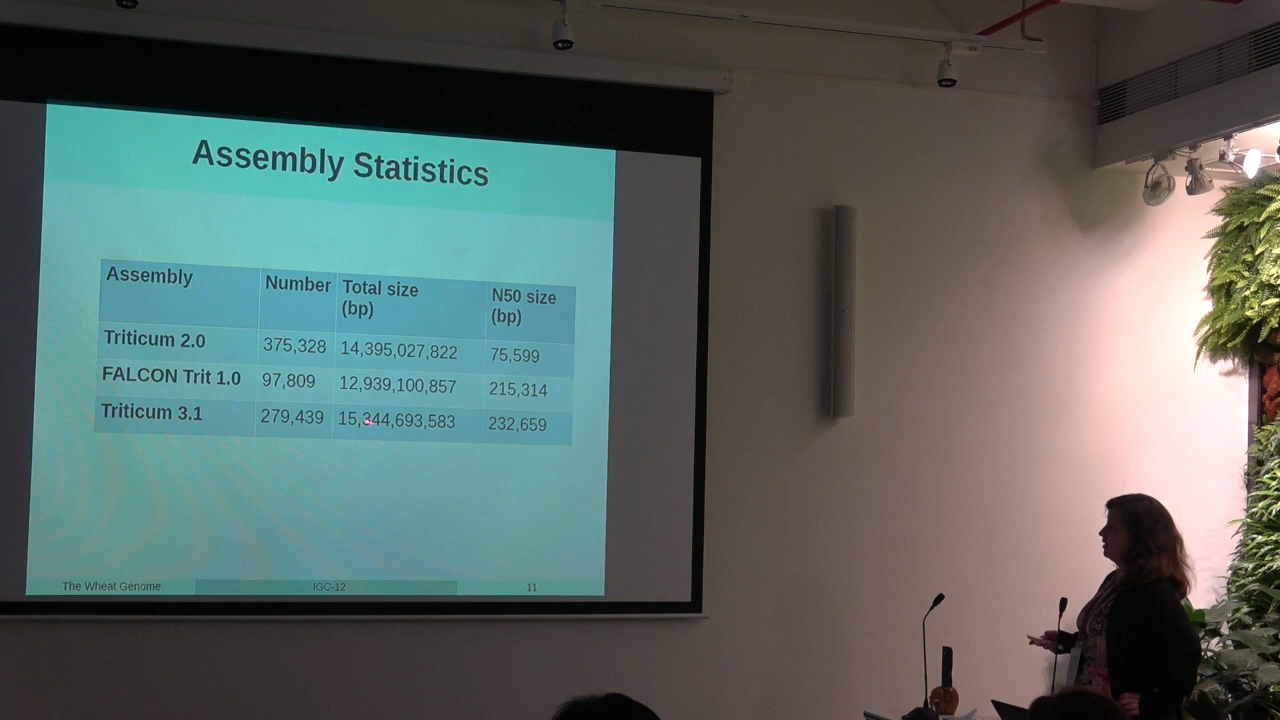 Assembly Statistics
Assembly Number Total size (bp) N50 size (bp)
Triticum 2.0 375,328 14,395,027,822 75,599
FALCON Trit 1.0 97,809 12,939,100,857 215,314
Triticum 3.1 279,439 15,344,693,583 232,659
The Wheat Genome IGC-12 11